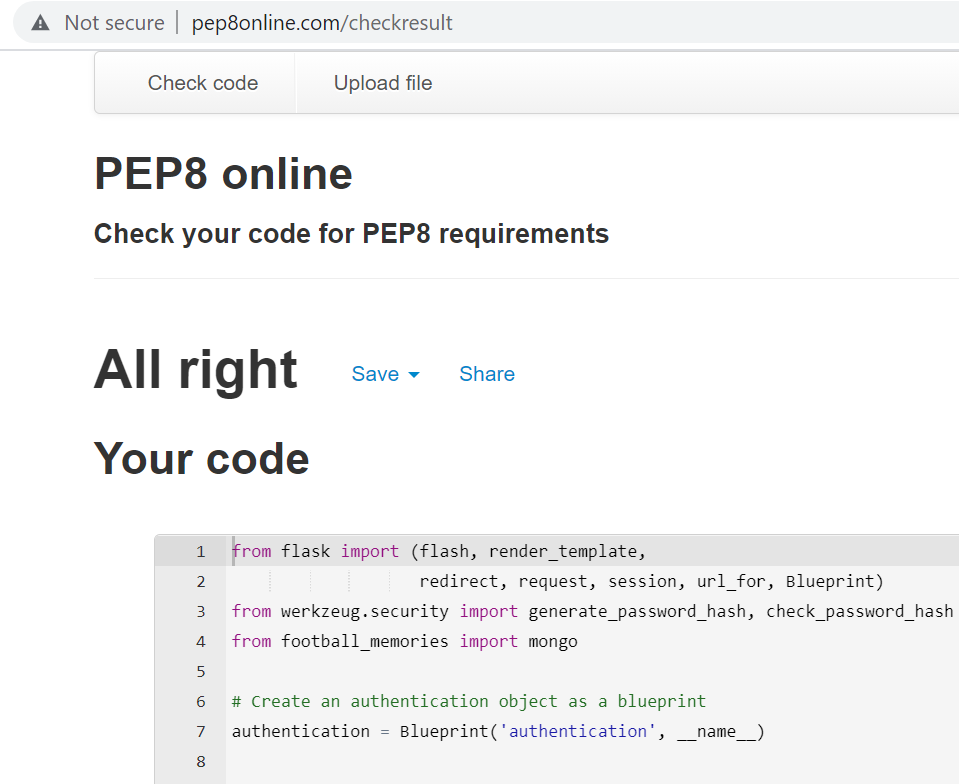 Not secure | pep8online.com/checkresult
Check code Upload file
PEP8 online
Check your code for PEP8 requirements
All right Save Share
Your code
1 from flask import (flash, render_template,
2 redirect, request, session, url_for, Blueprint)
3 from werkzeug.security import generate_password_hash, check_password_hash
4 from football_memories import mongo
5
6 # Create an authentication object as a blueprint
7 authentication = Blueprint('authentication', __name__)
8